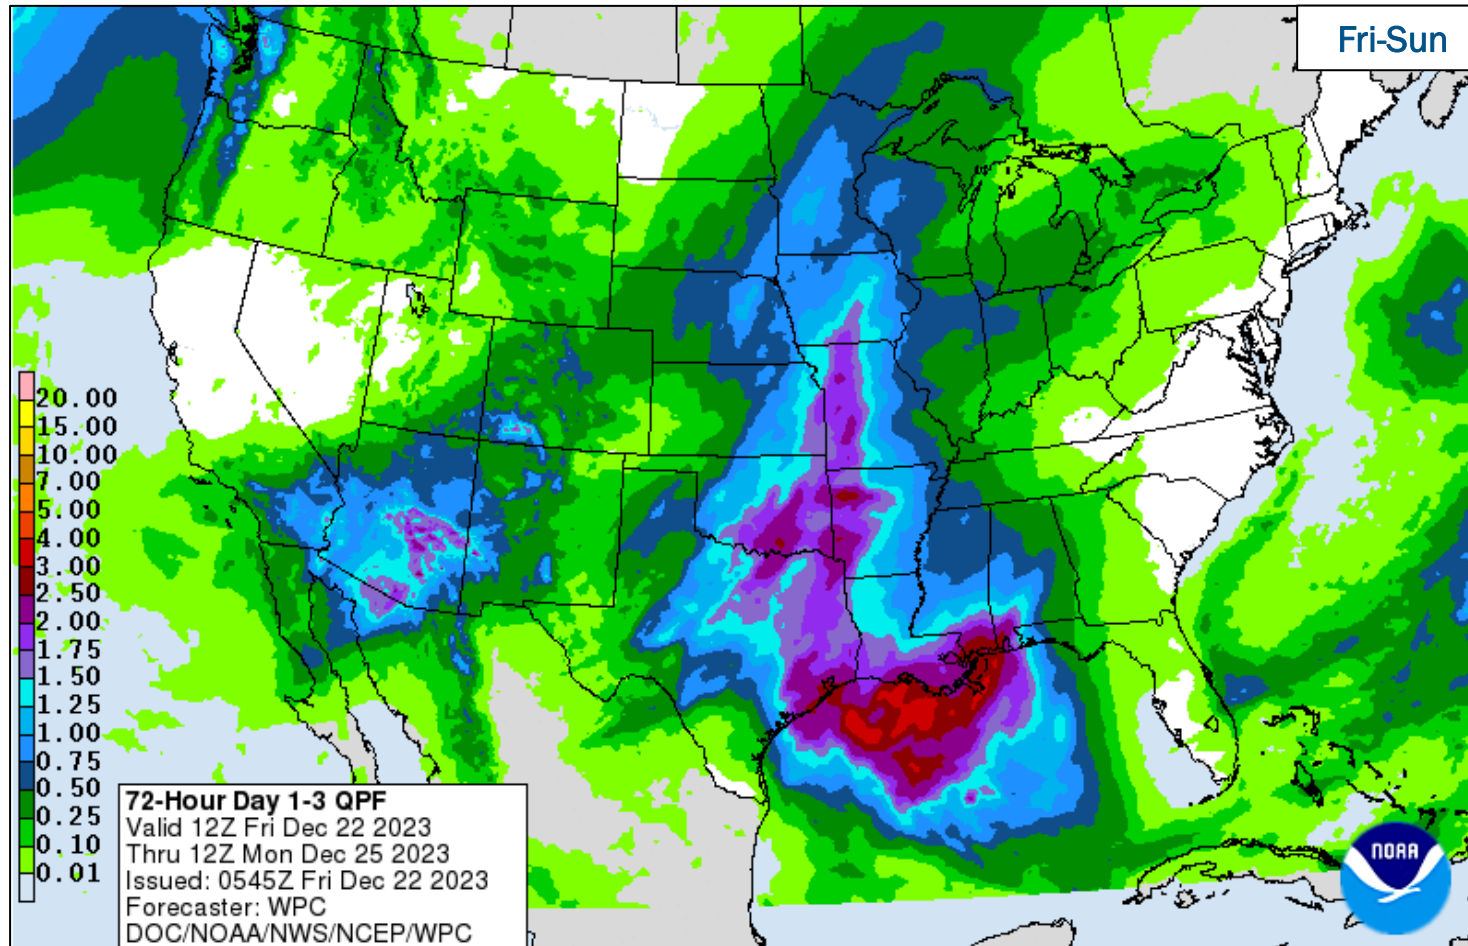 Fri-Sun
20.00
15.00
10.00
7.00
5.00
4.00
3.00
2.50
2.00
1.75
1.50
1.25
1.00
0.75
0.50
0.25
0.10
0.01
72-Hour Day 1-3 QPF
Valid 12Z Fri Dec 22 2023
Thru 12Z Mon Dec 25 2023
Issued: 0545Z Fri Dec 22 2023
Forecaster: WPC
DOC/NOAA/NWS/NCEP/WPC
NOAA